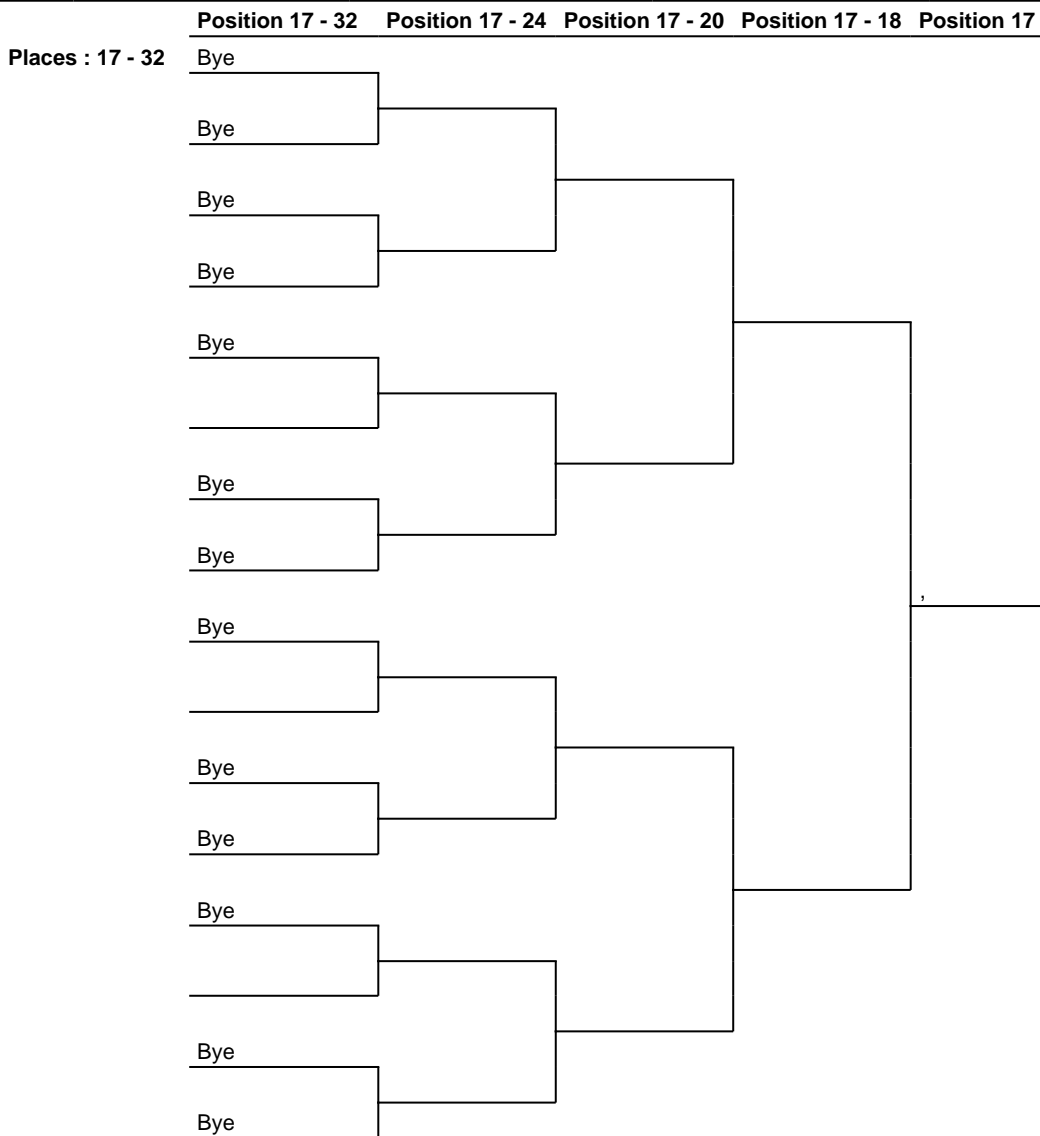 Position 17 - 32 Position 17 - 24 Position 17 - 20 Position 17 - 18 Position 17
Places : 17 - 32 Bye
Bye
Bye
Bye
Bye
Bye
Bye
,
Bye
Bye
Bye
Bye
Bye
Bye